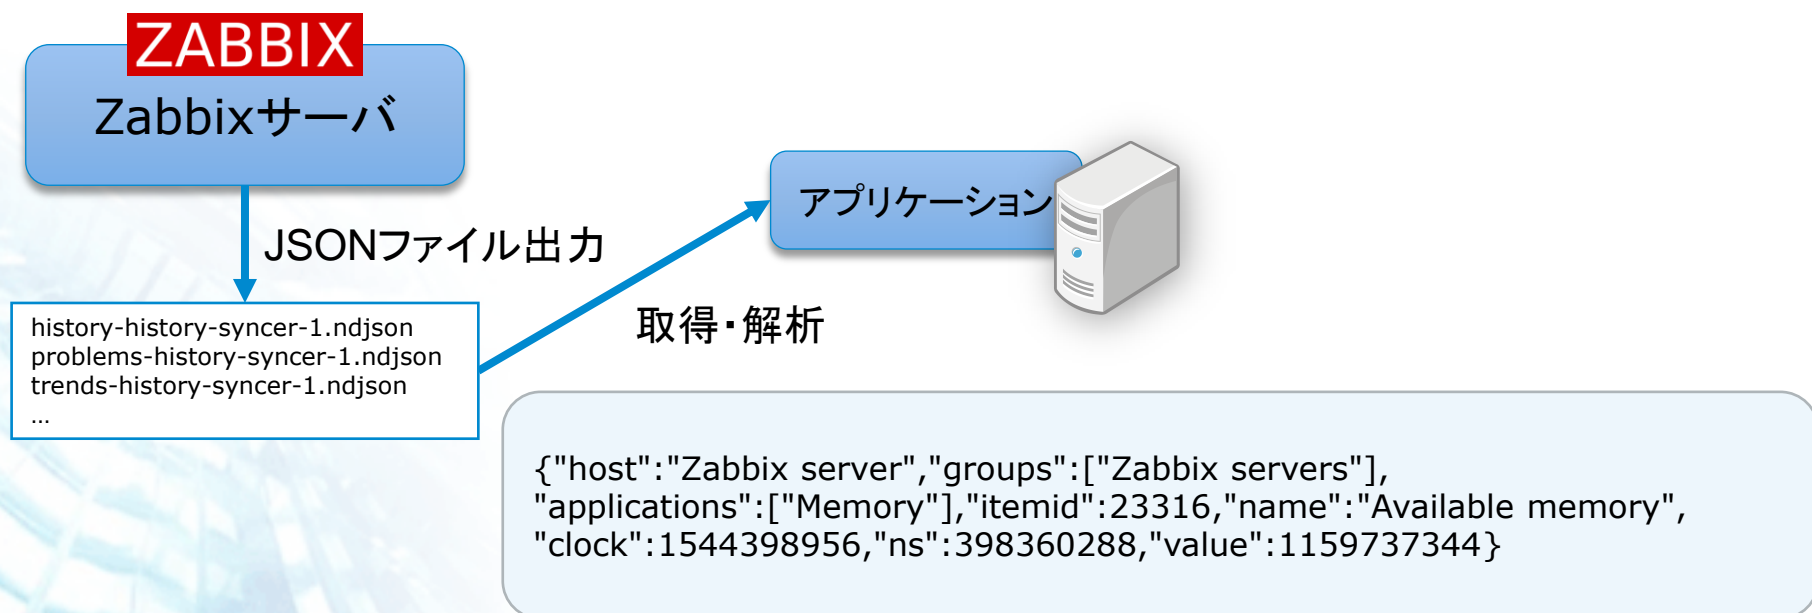 ZABBIX
Zabbixサーバ
JSONファイル出力
history-history-syncer-1.ndjson
problems-history-syncer-1.ndjson
trends-history-syncer-1.ndjson
…
アプリケーション
取得・解析
{"host":"Zabbix server","groups":["Zabbix servers"],
"applications":["Memory"],"itemid":23316,"name":"Available memory",
"clock":1544398956,"ns":398360288,"value":1159737344}